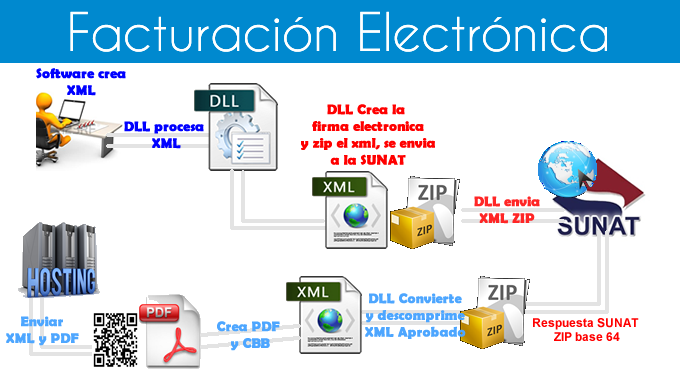 Facturación Electrónica
Software crea
XML
DLL procesa
XML
DLL
DLL Crea la
firma electronica
y zip el xml, se envia
a la SUNAT
XML
ZIP
ZIP
DLL envia
XML ZIP
SUNAT
HOSTING
Enviar
XML y PDF
PDF
Crea PDF
y CBB
XML
DLL Convierte
y descomprime
XML Aprobado
ZIP
ZIP
Respuesta SUNAT
ZIP base 64